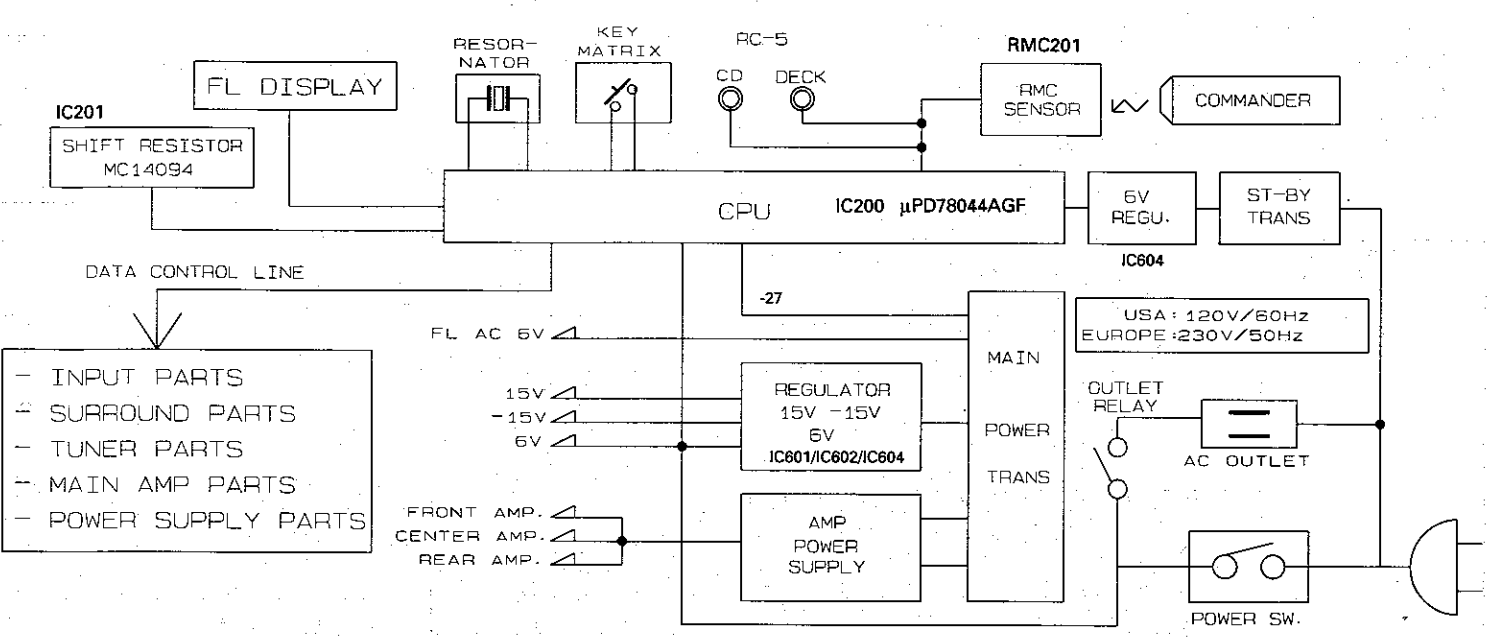 RESOR-
NATOR
KEY
MATRIX
RC-5
CD
DECK
RMC201
RMC
SENSOR
COMMANDER
FL DISPLAY
IC201
SHIFT RESISTOR
MC14094
CPU
IC200 µPD78044AGF
6V
REGU.
IC604
ST-BY
TRANS
DATA CONTROL LINE
- INPUT PARTS
- SURROUND PARTS
- TUNER PARTS
- MAIN AMP PARTS
- POWER SUPPLY PARTS
-27
FL AC 6V
15V
-15V
6V
REGULATOR
15V -15V
6V
IC601/IC602/IC604
FRONT AMP.
CENTER AMP.
REAR AMP.
AMP
POWER
SUPPLY
MAIN
POWER
TRANS
USA: 120V/60Hz
EUROPE:230V/50Hz
OUTLET
RELAY
AC OUTLET
POWER SW.